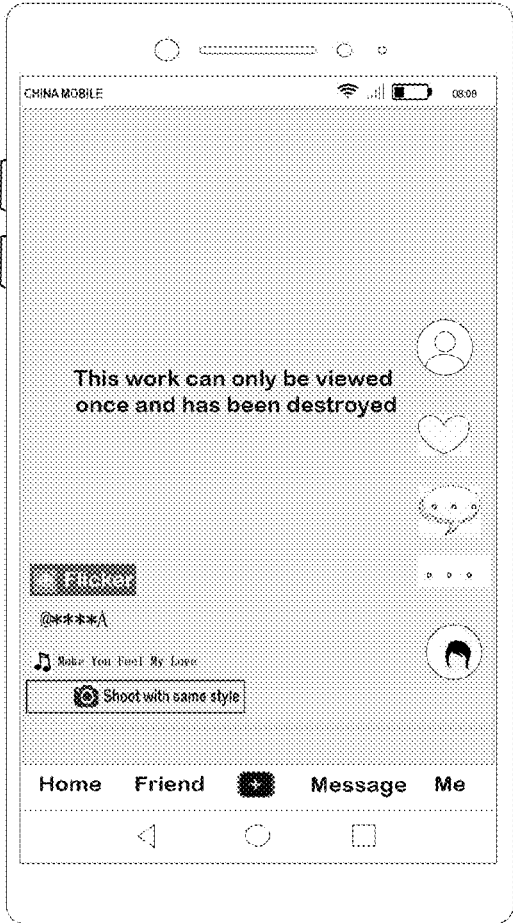 CHINA MOBILE 08:08
This work can only be viewed
once and has been destroyed
Flicker
@****A
Make You Feel My Love
Shoot with same style
Home Friend + Message Me